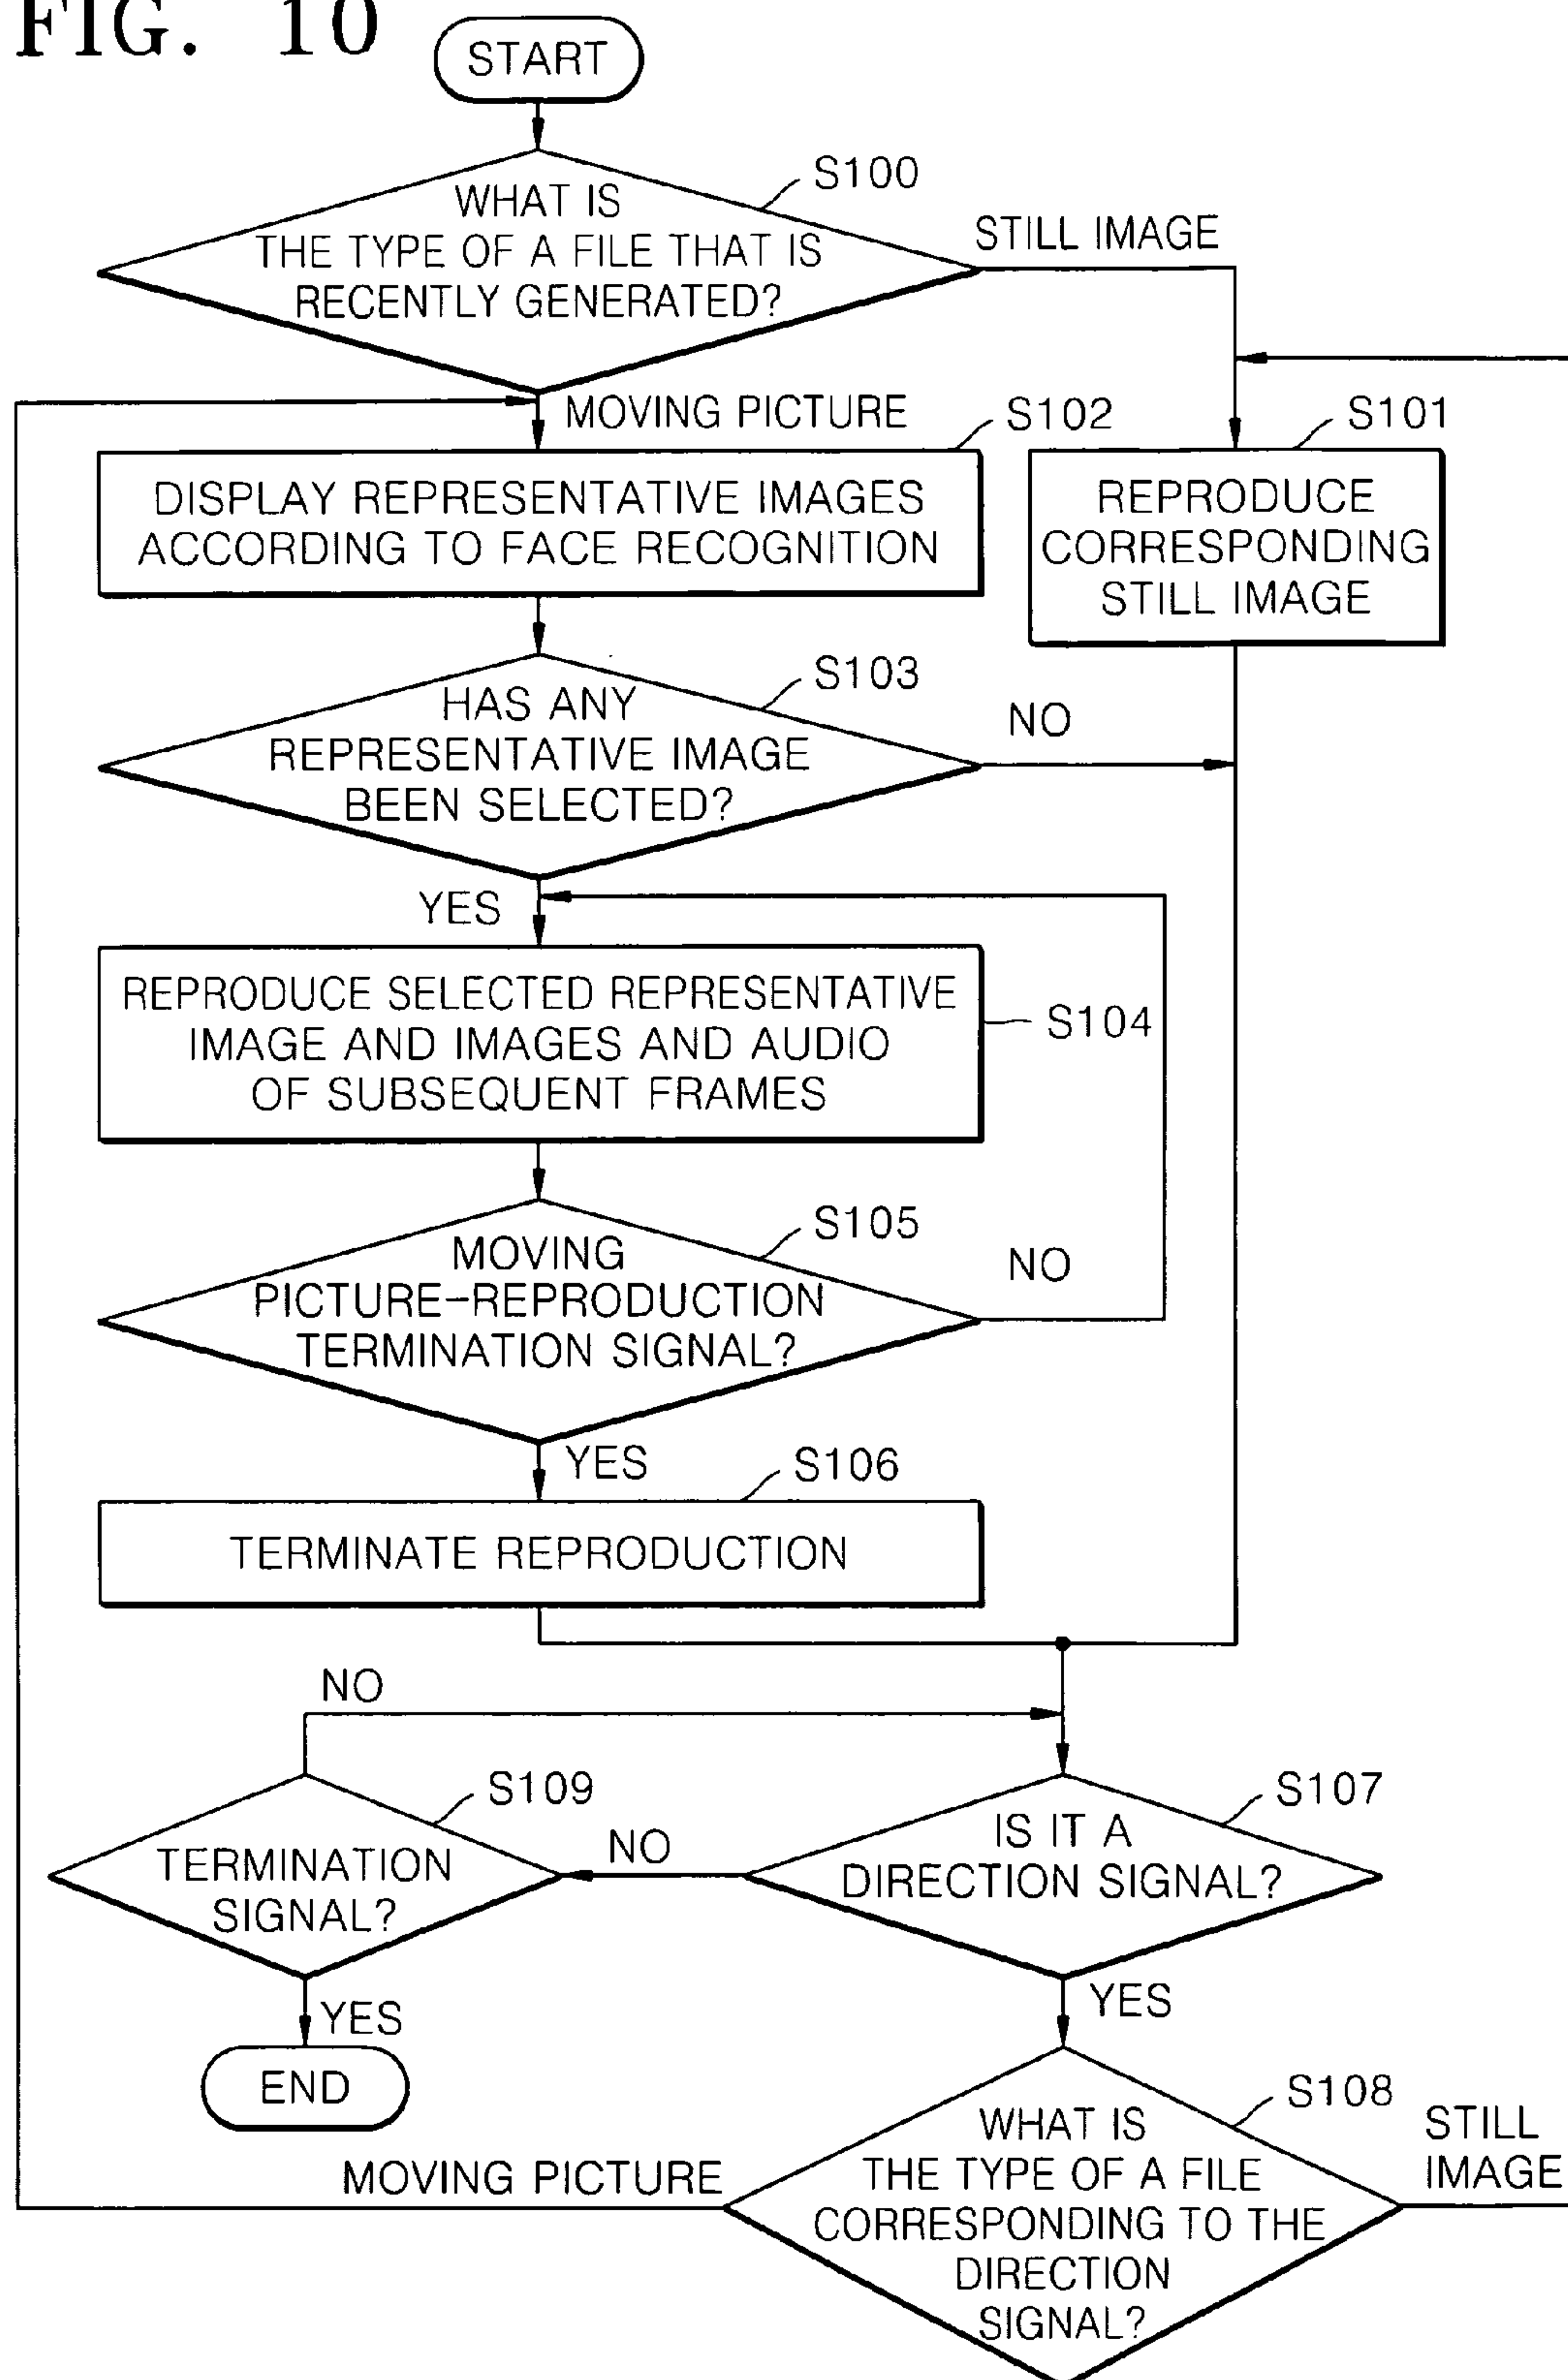 FIG. 10
START
S100
WHAT IS
THE TYPE OF A FILE THAT IS
RECENTLY GENERATED?
STILL IMAGE
MOVING PICTURE
S102
S101
DISPLAY REPRESENTATIVE IMAGES
ACCORDING TO FACE RECOGNITION
REPRODUCE
CORRESPONDING
STILL IMAGE
S103
HAS ANY
REPRESENTATIVE IMAGE
BEEN SELECTED?
NO
YES
REPRODUCE SELECTED REPRESENTATIVE
IMAGE AND IMAGES AND AUDIO
OF SUBSEQUENT FRAMES
S104
S105
MOVING
PICTURE-REPRODUCTION
TERMINATION SIGNAL?
NO
YES
S106
TERMINATE REPRODUCTION
NO
S109
TERMINATION
SIGNAL?
NO
S107
IS IT A
DIRECTION SIGNAL?
YES
YES
END
S108
WHAT IS
THE TYPE OF A FILE
CORRESPONDING TO THE
DIRECTION
SIGNAL?
MOVING PICTURE
STILL
IMAGE